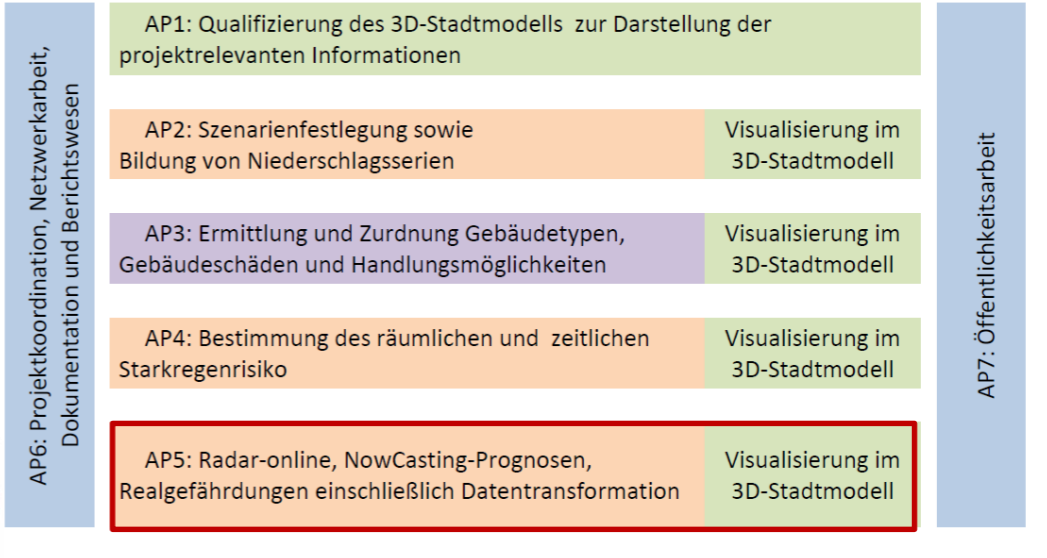 AP6: Projektkoordination, Netzwerkarbeit,
Dokumentation und Berichtswesen
AP1: Qualifizierung des 3D-Stadtmodells zur Darstellung der
projektrelevanten Informationen
AP2: Szenarienfestlegung sowie
Bildung von Niederschlagsserien
Visualisierung im
3D-Stadtmodell
AP3: Ermittlung und Zurdnung Gebäudetypen,
Gebäudeschäden und Handlungsmöglichkeiten
Visualisierung im
3D-Stadtmodell
AP4: Bestimmung des räumlichen und zeitlichen
Starkregenrisiko
Visualisierung im
3D-Stadtmodell
AP5: Radar-online, NowCasting-Prognosen,
Realgefährdungen einschließlich Datentransformation
Visualisierung im
3D-Stadtmodell
AP7: Öffentlichkeitsarbeit